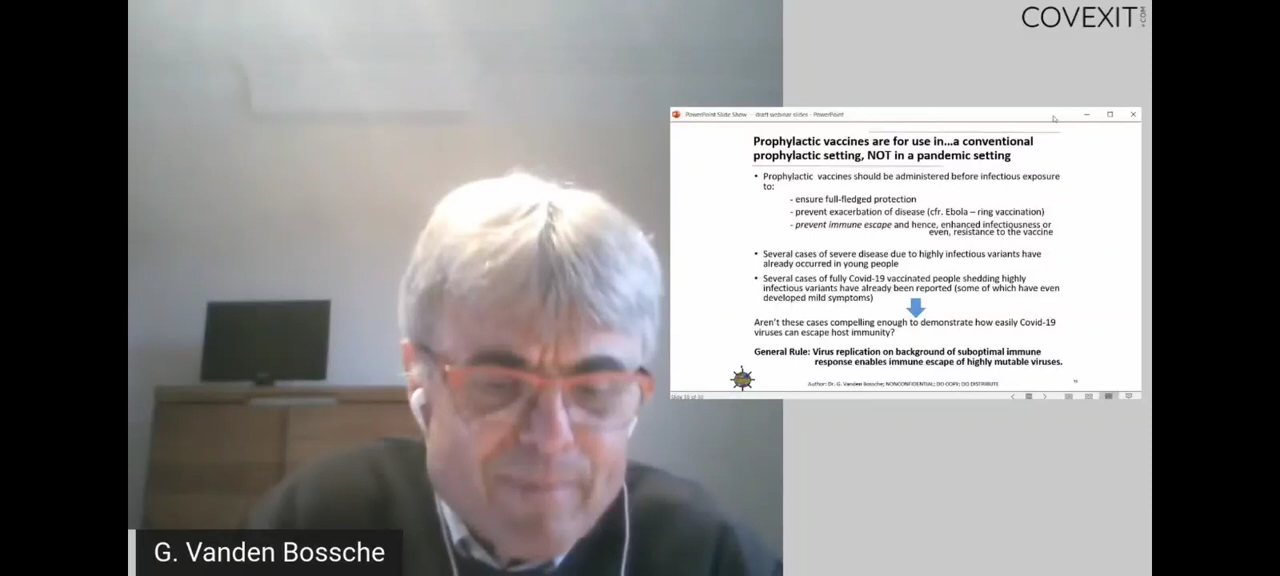 COVEXIT
.COM
PowerPoint Slide Show - draft webinar slides - PowerPoint
Prophylactic vaccines are for use in...a conventional
prophylactic setting, NOT in a pandemic setting
• Prophylactic vaccines should be administered before infectious exposure
to:
- ensure full-fledged protection
- prevent exacerbation of disease (cfr. Ebola – ring vaccination)
- prevent immune escape and hence, enhanced infectiousness or
even, resistance to the vaccine
• Several cases of severe disease due to highly infectious variants have
already occurred in young people
• Several cases of fully Covid-19 vaccinated people shedding highly
infectious variants have already been reported (some of which have even
developed mild symptoms)
Aren't these cases compelling enough to demonstrate how easily Covid-19
viruses can escape host immunity?
General Rule: Virus replication on background of suboptimal immune
response enables immune escape of highly mutable viruses.
Author: Dr. G. Vanden Bossche; NONCONFIDENTIAL; DO COPY; DO DISTRIBUTE
G. Vanden Bossche